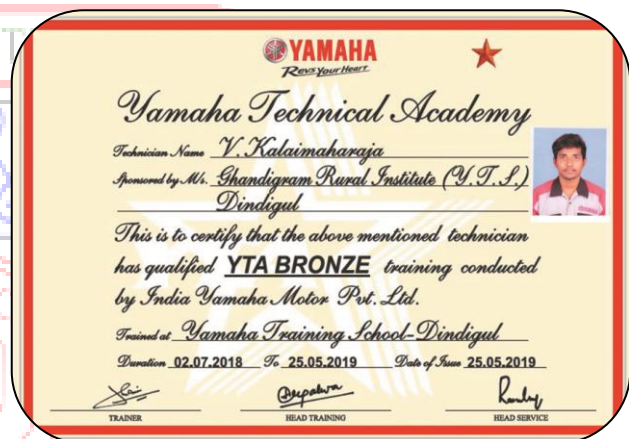 YAMAHA
Revs Your Heart
Yamaha Technical Academy
Technician Name V. Kalaimaharaja
Sponsored by M/s. Ghandigram Rural Institute (Y.T.S.)
Dindigul
This is to certify that the above mentioned technician
has qualified YTA BRONZE training conducted
by India Yamaha Motor Pvt. Ltd.
Trained at Yamaha Training School-Dindigul
Duration 02.07.2018 To 25.05.2019 Date of Issue 25.05.2019
TRAINER HEAD TRAINING HEAD SERVICE